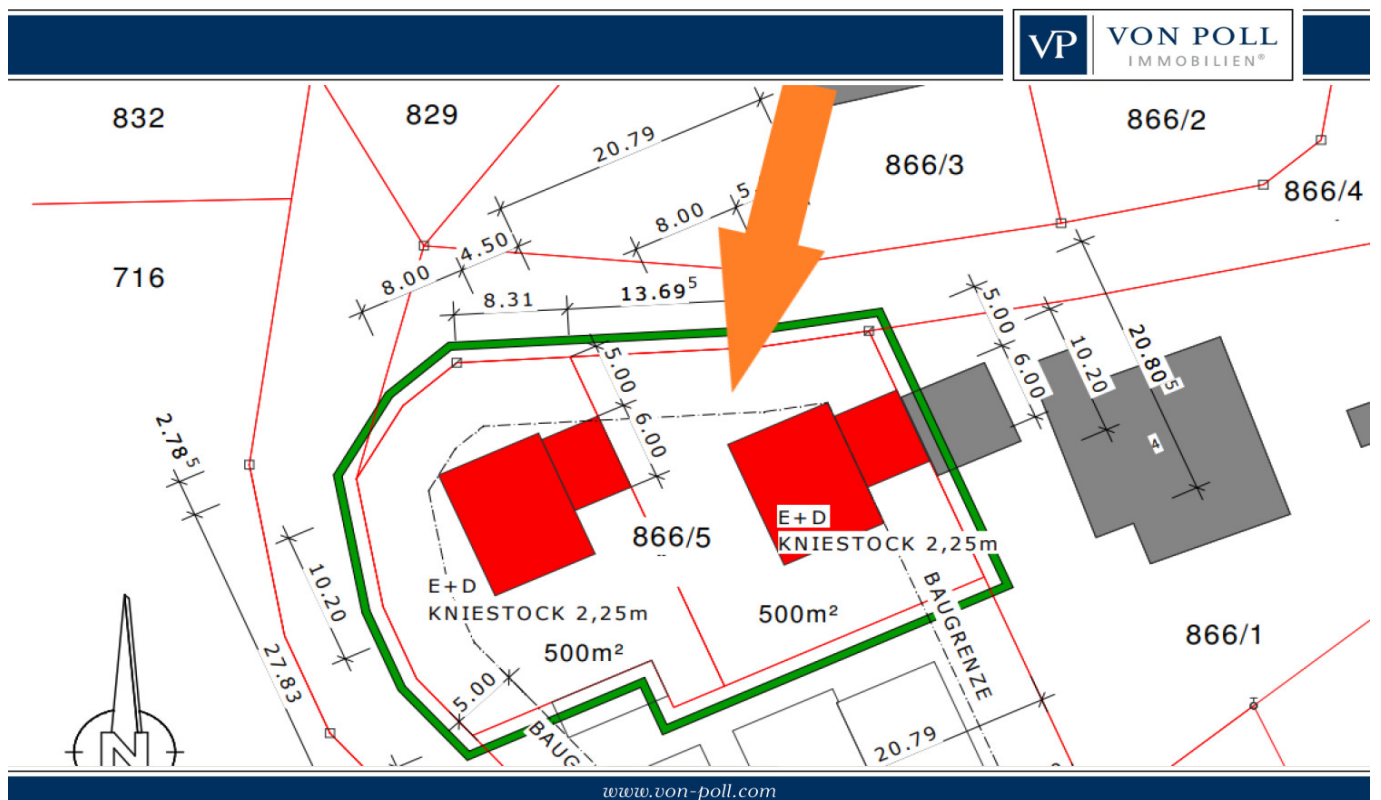 VP
VON POLL
IMMOBILIEN®
832
829
20.79
866/2
866/3
866/4
716
8.00
4.50
8.00
5.
8.31
13.69⁵
5.00
6.00
5.00
6.00
10.20
20.80⁵
4
2.78⁵
10.20
27.83
866/5
E+D
KNIESTOCK 2,25m
E+D
KNIESTOCK 2,25m
500m²
500m²
866/1
BAUGRENZE
5.00
BAUG
20.79
N
www.von-poll.com